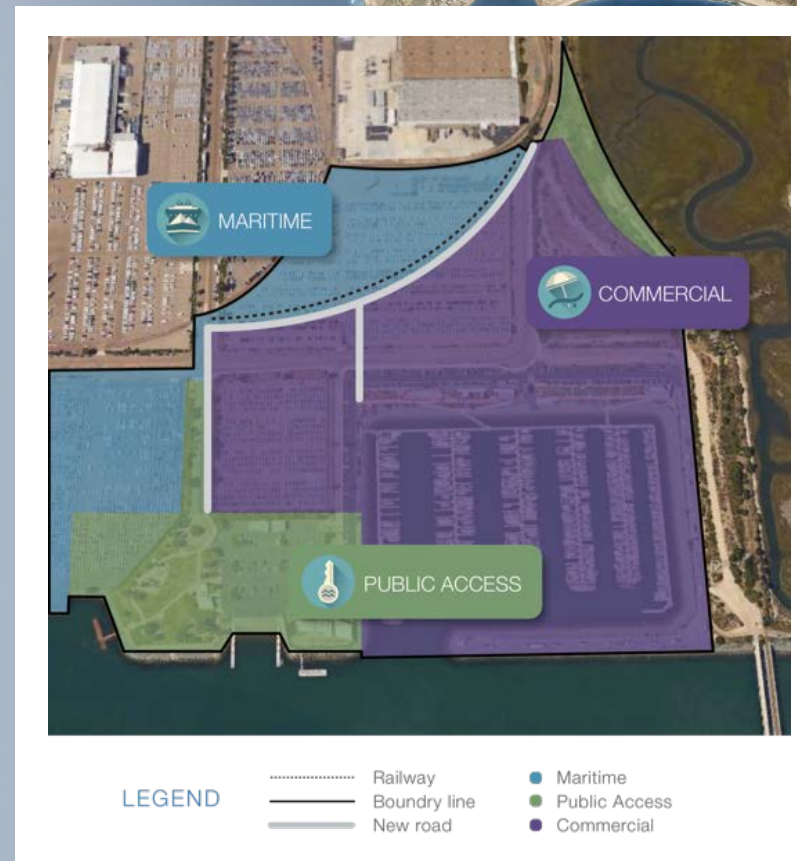 MARITIME
COMMERCIAL
PUBLIC ACCESS
LEGEND
Railway
Boundry line
New road
Maritime
Public Access
Commercial